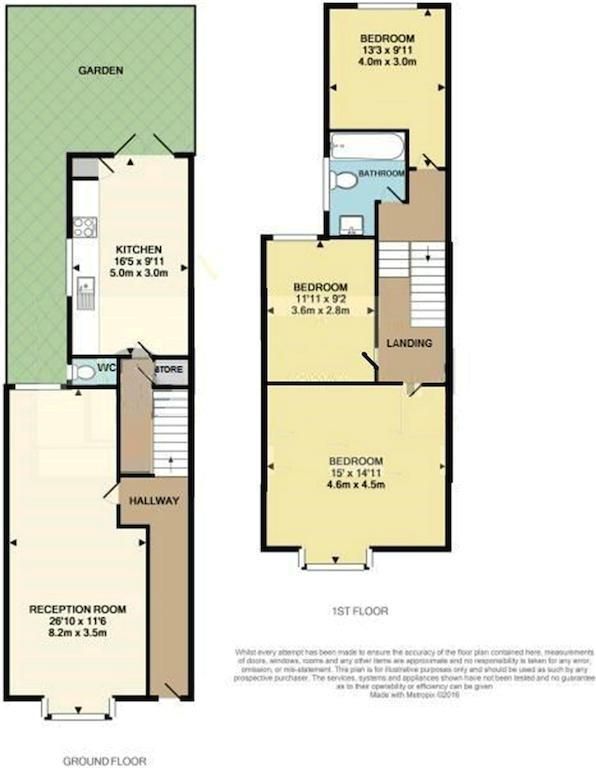 GARDEN
KITCHEN
16'5 x 9'11
5.0m x 3.0m
WC
STORE
HALLWAY
RECEPTION ROOM
26'10 x 11'6
8.2m x 3.5m
GROUND FLOOR
BEDROOM
13'3 x 9'11
4.0m x 3.0m
BATHROOM
BEDROOM
11'11 x 9'2
3.6m x 2.8m
LANDING
BEDROOM
15' x 14'11
4.6m x 4.5m
1ST FLOOR
Whilst every attempt has been made to ensure the accuracy of the floor plan contained here, measurements
of doors, windows, rooms and any other items are approximate and no responsibility is taken for any error,
omission, or mis-statement. This plan is for illustrative purposes only and should be used as such by any
prospective purchaser. The services, systems and appliances shown have not been tested and no guarantee
as to their operability or efficiency can be given
Made with Metropix ©2016